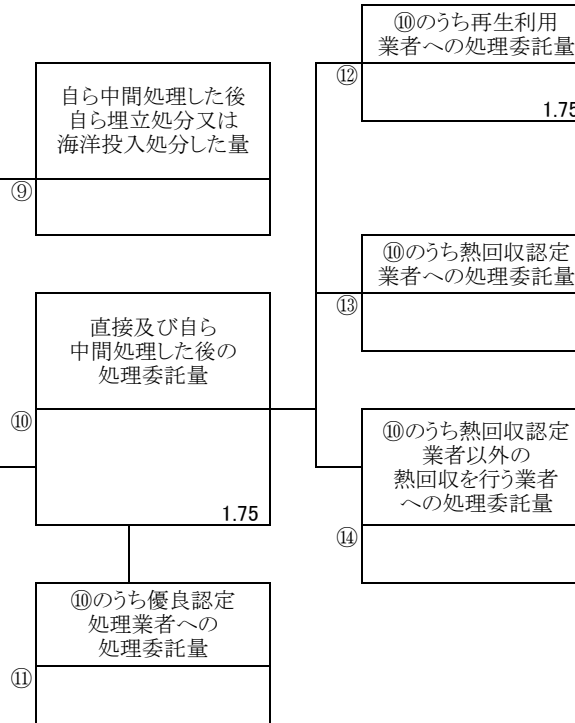 自ら中間処理した後
自ら埋立処分又は
海洋投入処分した量
⑨
直接及び自ら
中間処理した後の
処理委託量
⑩
1.75
⑩のうち優良認定
処理業者への
処理委託量
⑪
⑩のうち再生利用
業者への処理委託量
⑫
1.75
⑩のうち熱回収認定
業者への処理委託量
⑬
⑩のうち熱回収認定
業者以外の
熱回収を行う業者
への処理委託量
⑭